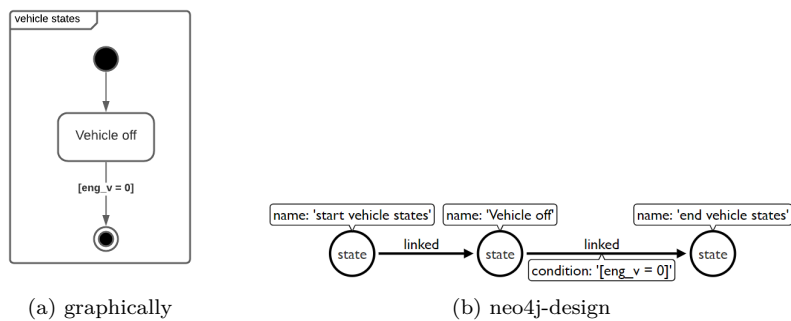 vehicle states
Vehicle off
[eng_v = 0]
(a) graphically
name: 'start vehicle states'
name: 'Vehicle off'
name: 'end vehicle states'
state
linked
state
linked
state
condition: '[eng_v = 0]'
(b) neo4j-design